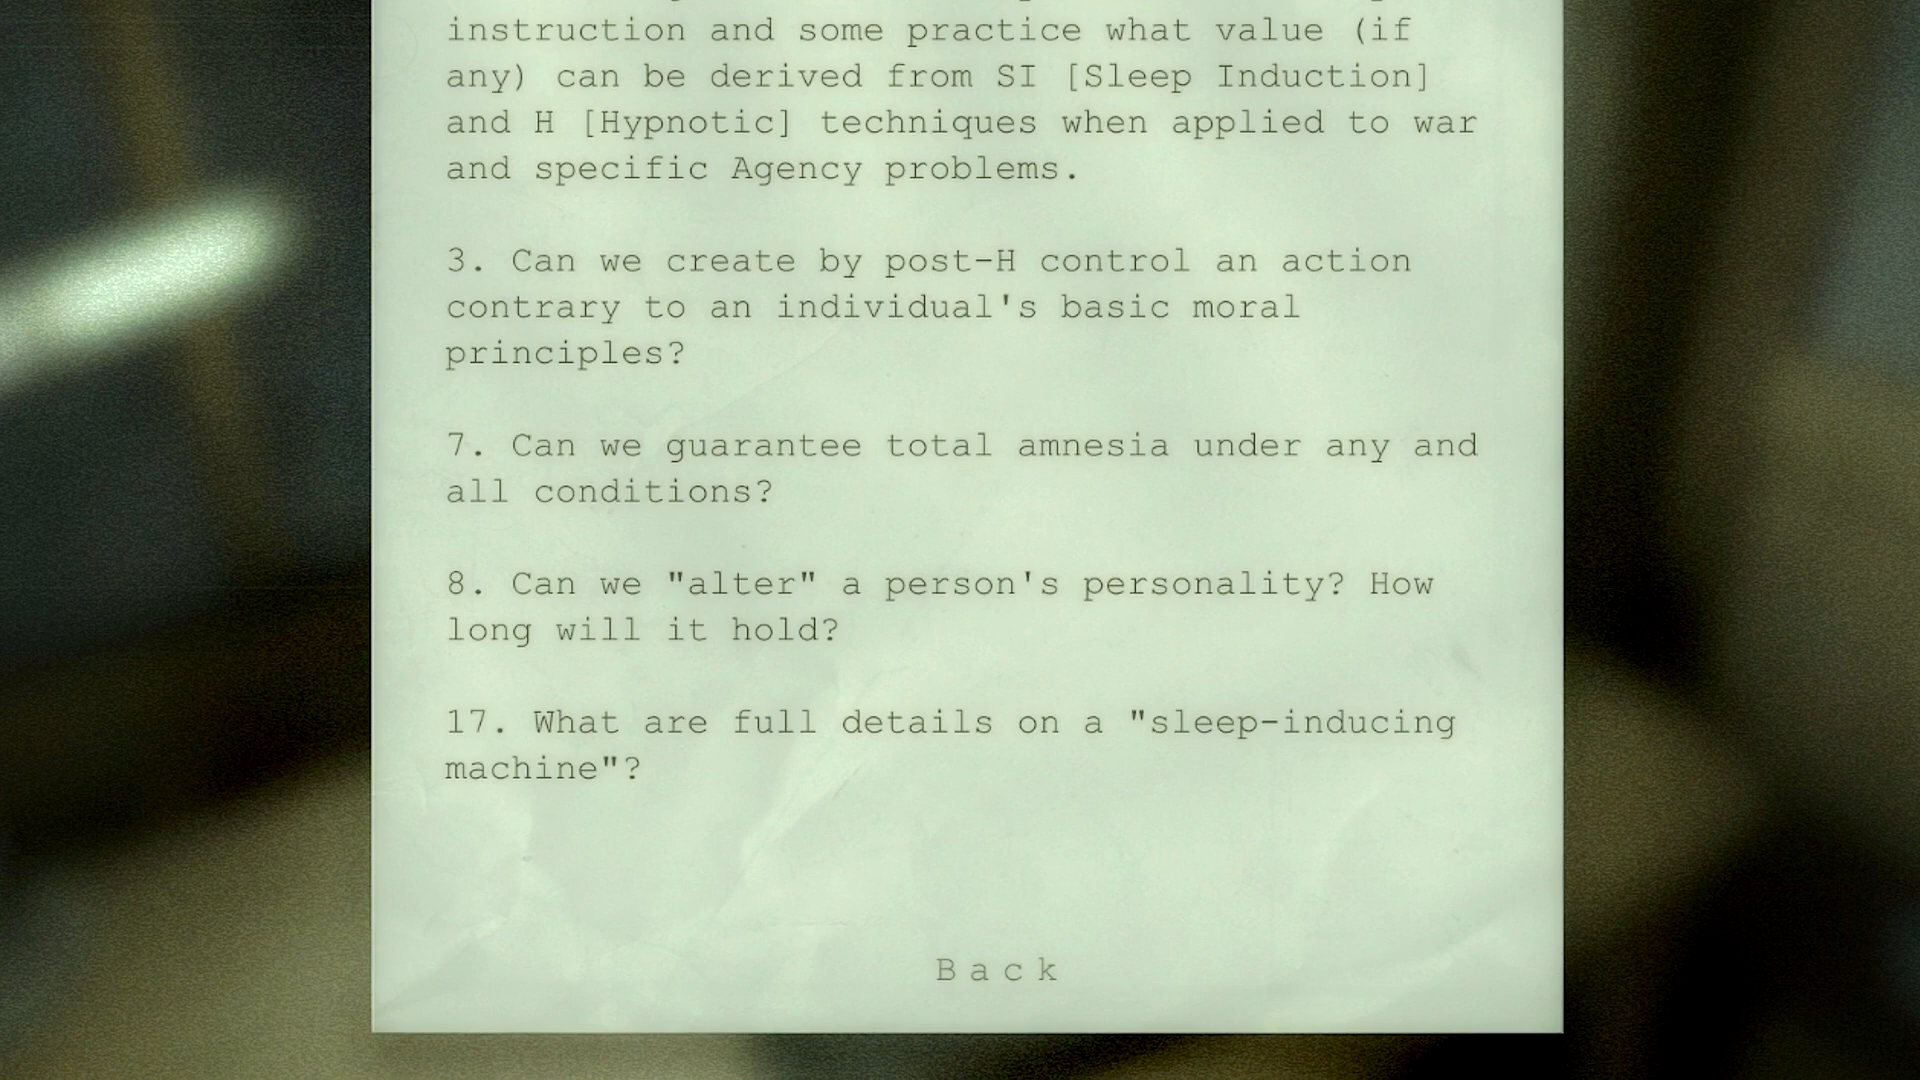 instruction and some practice what value (if
any) can be derived from SI [Sleep Induction]
and H [Hypnotic] techniques when applied to war
and specific Agency problems.
3. Can we create by post-H control an action
contrary to an individual's basic moral
principles?
7. Can we guarantee total amnesia under any and
all conditions?
8. Can we "alter" a person's personality? How
long will it hold?
17. What are full details on a "sleep-inducing
machine"?
Back